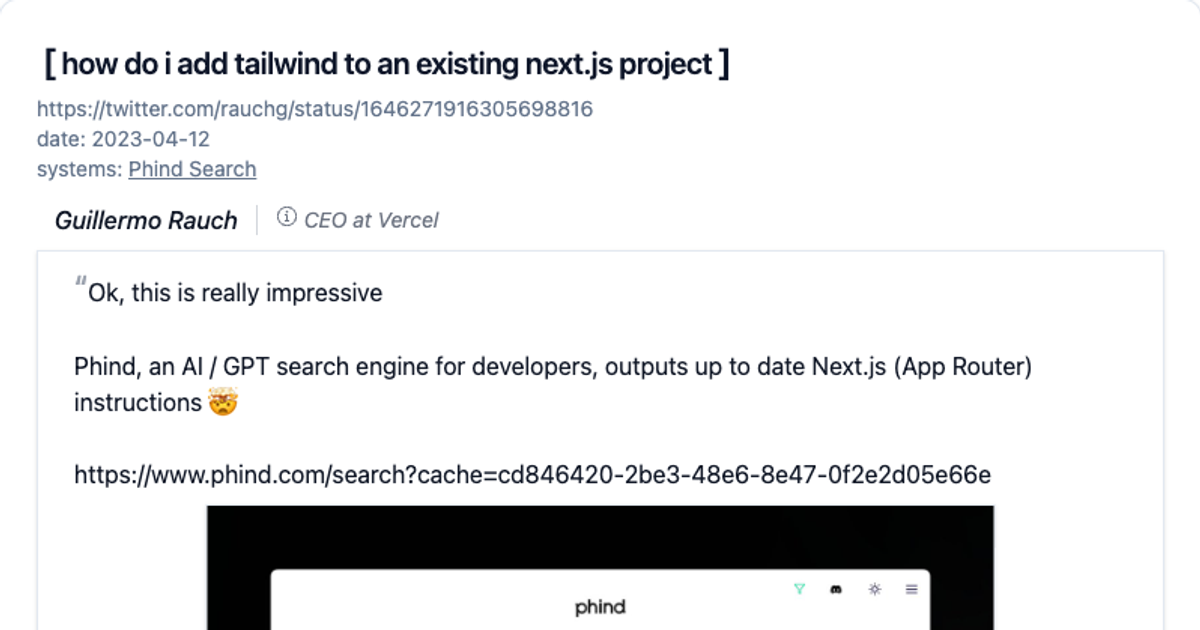 [ how do i add tailwind to an existing next.js project ]
https://twitter.com/rauchg/status/1646271916305698816
date: 2023-04-12
systems: Phind Search
Guillermo Rauch | ⓘ CEO at Vercel
"Ok, this is really impressive
Phind, an AI / GPT search engine for developers, outputs up to date Next.js (App Router)
instructions 🤯
https://www.phind.com/search?cache=cd846420-2be3-48e6-8e47-0f2e2d05e66e
phind